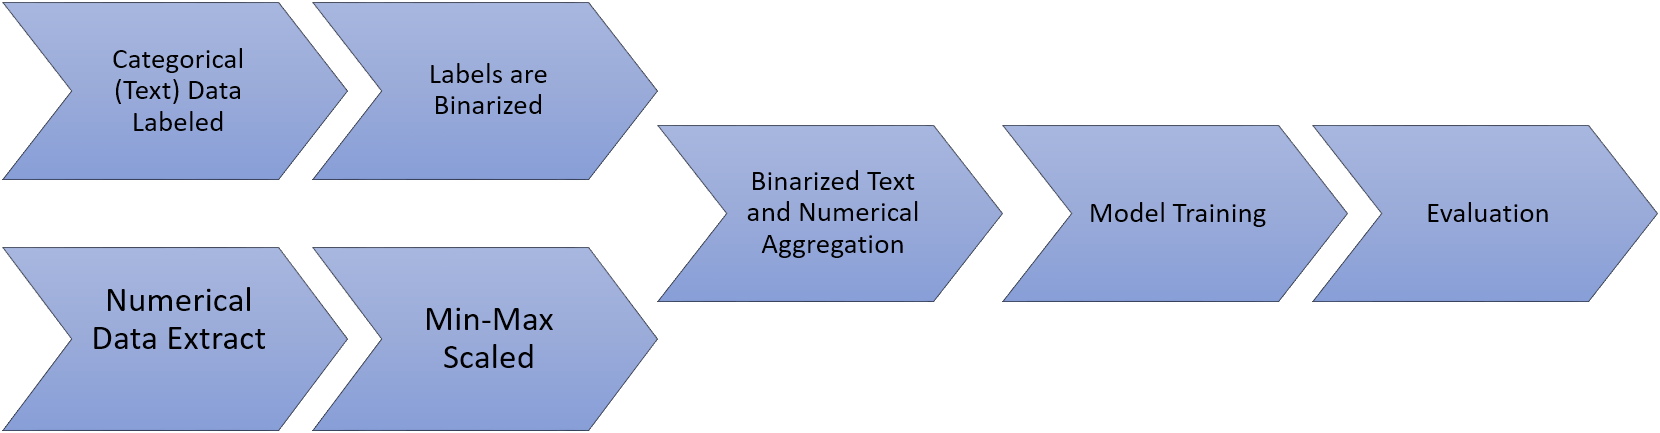 Categorical
(Text) Data
Labeled
Labels are
Binarized
Numerical
Data Extract
Min-Max
Scaled
Binarized Text
and Numerical
Aggregation
Model Training
Evaluation